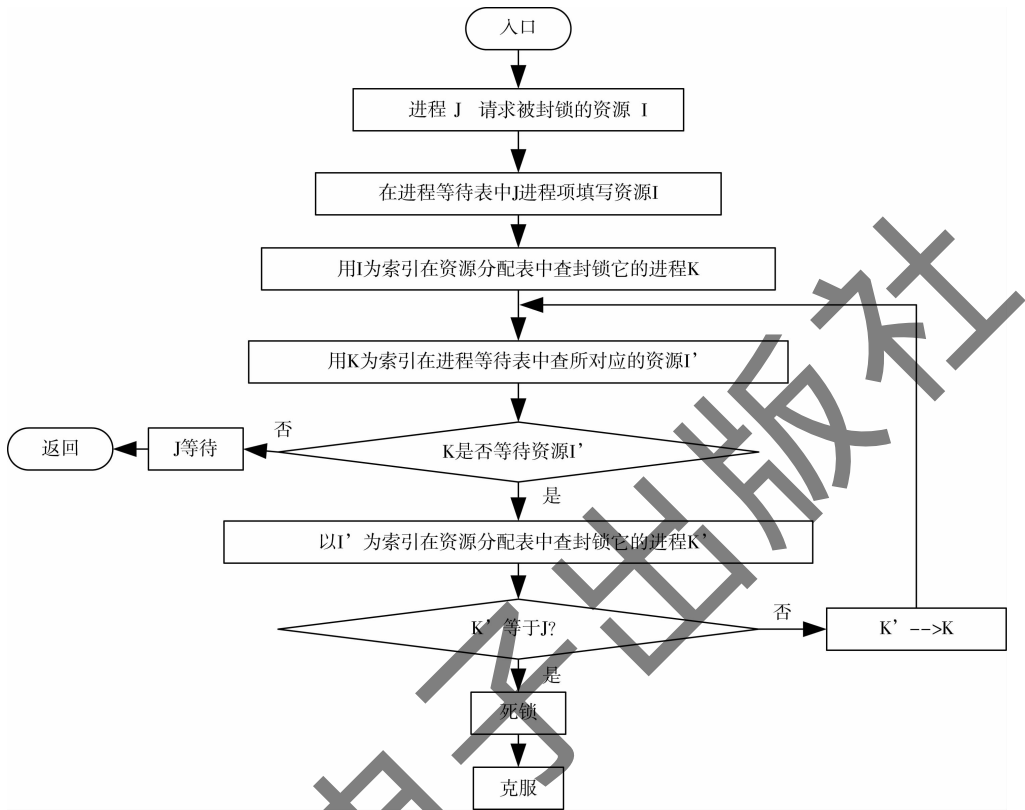 入口
进程 J 请求被封锁的资源 I
在进程等待表中J进程项填写资源I
用I为索引在资源分配表中查封锁它的进程K
用K为索引在进程等待表中查所对应的资源I’
否
返回
J等待
K是否等待资源I’
是
以I’为索引在资源分配表中查封锁它的进程K’
否
K’等于J?
K’-->K
是
死锁
克服
电子出版社